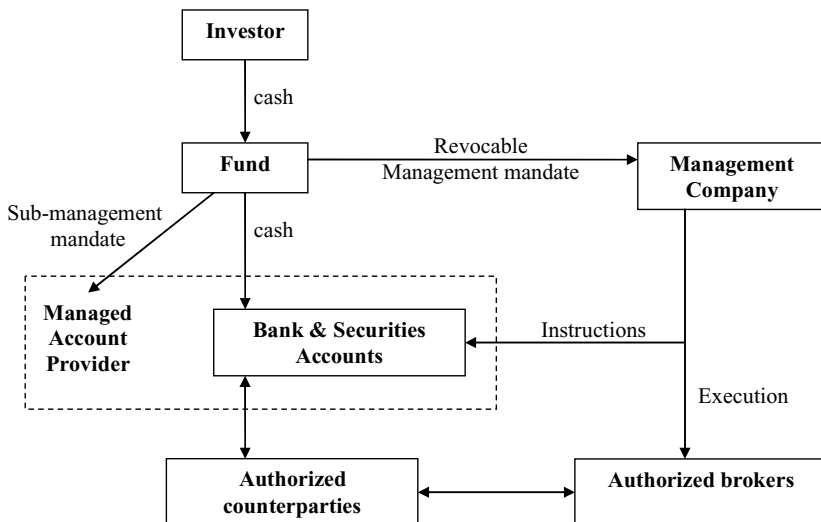 Investor
cash
Fund
Revocable
Management mandate
Management
Company
Sub-management
mandate
cash
Managed
Account
Provider
Bank & Securities
Accounts
Instructions
Execution
Authorized
counterparties
Authorized brokers